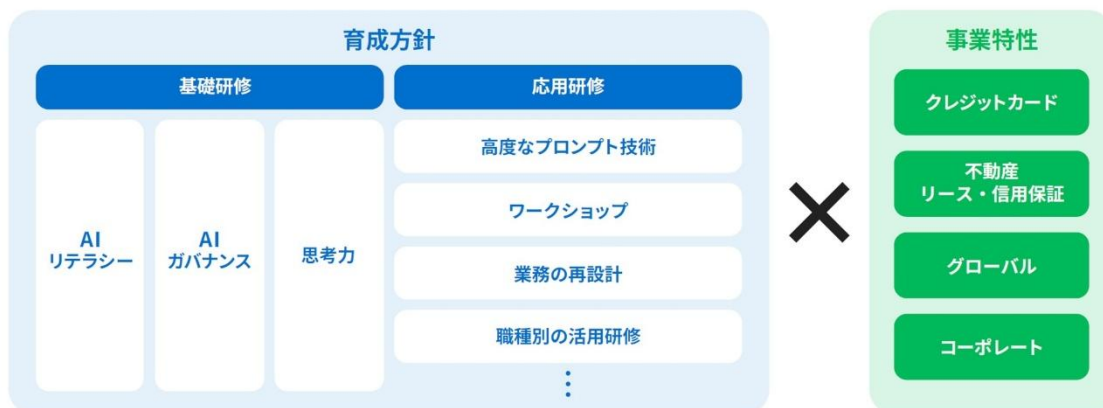 育成方針
基礎研修
応用研修
AI
リテラシー
AI
ガバナンス
思考力
高度なプロンプト技術
ワークショップ
業務の再設計
職種別の活用研修
⋮
×
事業特性
クレジットカード
不動産
リース・信用保証
グローバル
コーポレート